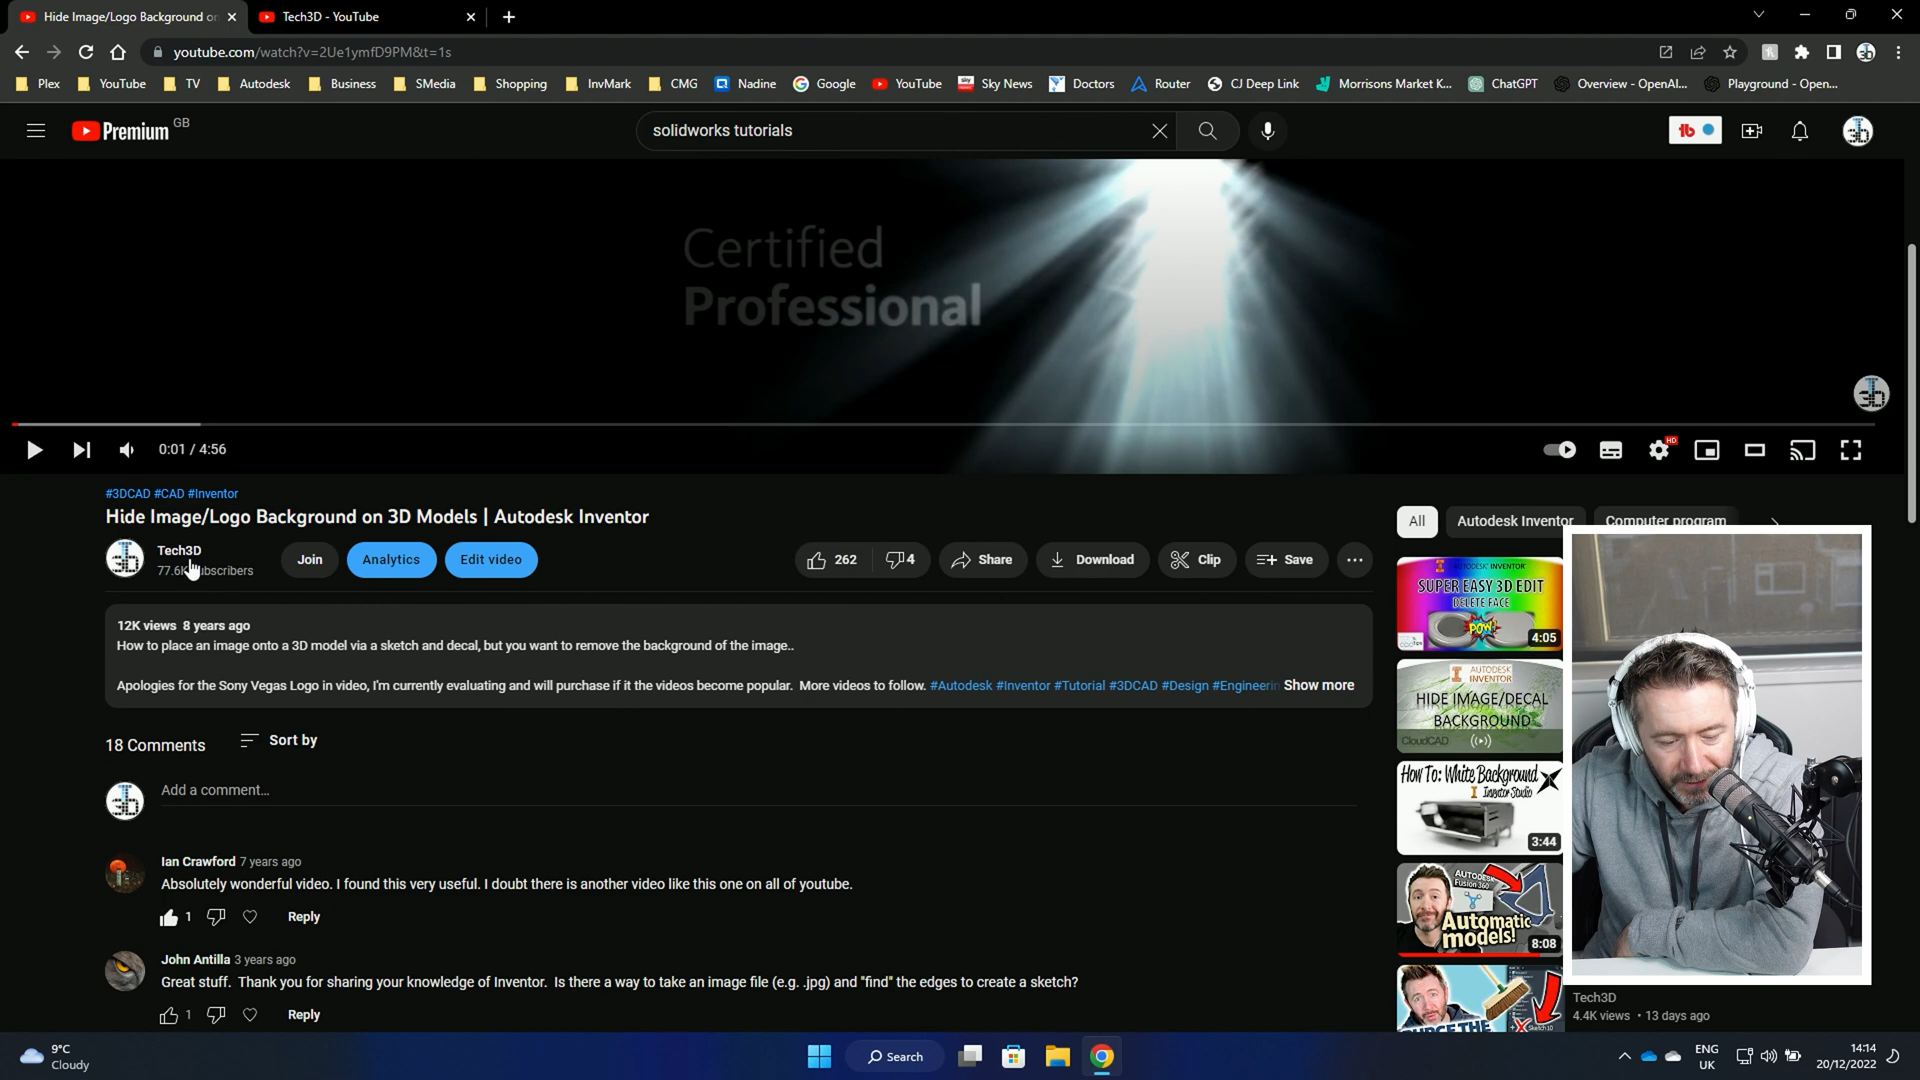 Hide Image/Logo Background or
Tech3D - YouTube
youtube.com/watch?v=2Ue1ymfD9PM&t=1s
Plex
YouTube
TV
Autodesk
Business
SMedia
Shopping
InvMark
CMG
Nadine
Google
YouTube
Sky News
Doctors
Router
CJ Deep Link
Morrisons Market K...
ChatGPT
Overview - OpenAI...
Playground - Open...
Premium GB
solidworks tutorials
Certified
Professional
0:01 / 4:56
HD
#3DCAD #CAD #Inventor
Hide Image/Logo Background on 3D Models | Autodesk Inventor
Tech3D
77.6K
Join
Analytics
Edit video
262
4
Share
Download
Clip
Save
12K views 8 years ago
How to place an image onto a 3D model via a sketch and decal, but you want to remove the background of the image..
Apologies for the Sony Vegas Logo in video, I'm currently evaluating and will purchase if it the videos become popular. More videos to follow. #Autodesk #Inventor #Tutorial #3DCAD #Design #Engineerin Show more
18 Comments
Sort by
Add a comment...
Ian Crawford 7 years ago
Absolutely wonderful video. I found this very useful. I doubt there is another video like this one on all of youtube.
1
Reply
John Antilla 3 years ago
Great stuff. Thank you for sharing your knowledge of Inventor. Is there a way to take an image file (e.g. .jpg) and "find" the edges to create a sketch?
1
Reply
All
Autodesk Inventor
Computer program
AUTODESK INVENTOR
SUPER EASY 3D EDIT
DELETE FACE
POW!
4:05
AUTODESK
INVENTOR
HIDE IMAGE/DECAL
BACKGROUND
CloudCAD
How To: White Background
Inventor Studio
3:44
AUTODESK
Fusion 360
Automatic
models!
8:08
Sketch10
Tech3D
4.4K views • 13 days ago
9°C
Cloudy
Search
ENG
UK
14:14
20/12/2022